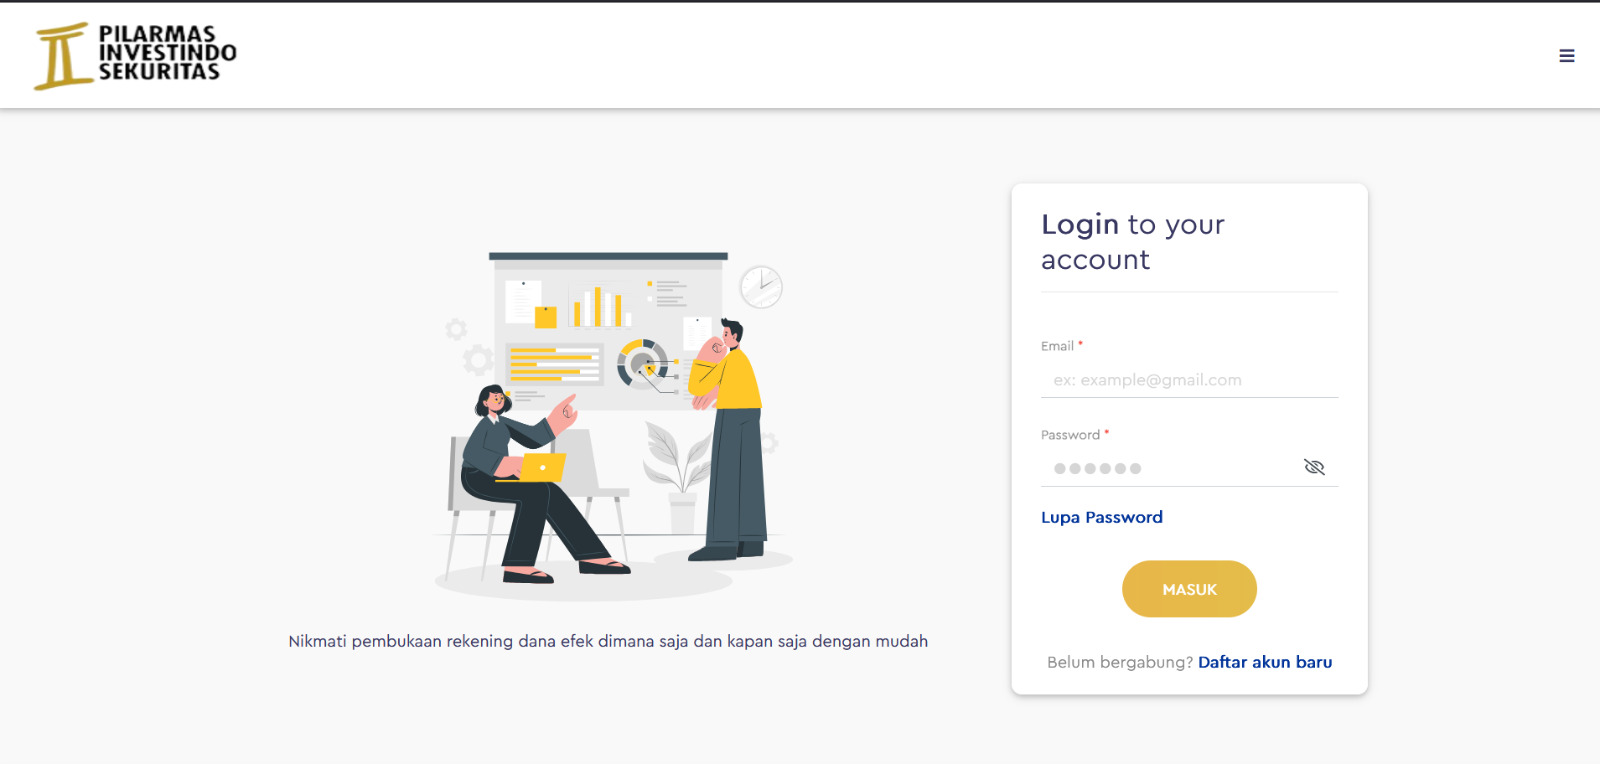 PILARMAS
INVESTINDO
SEKURITAS
Login to your
account
Email *
ex: example@gmail.com
Password *
Lupa Password
MASUK
Belum bergabung? Daftar akun baru
Nikmati pembukaan rekening dana efek dimana saja dan kapan saja dengan mudah